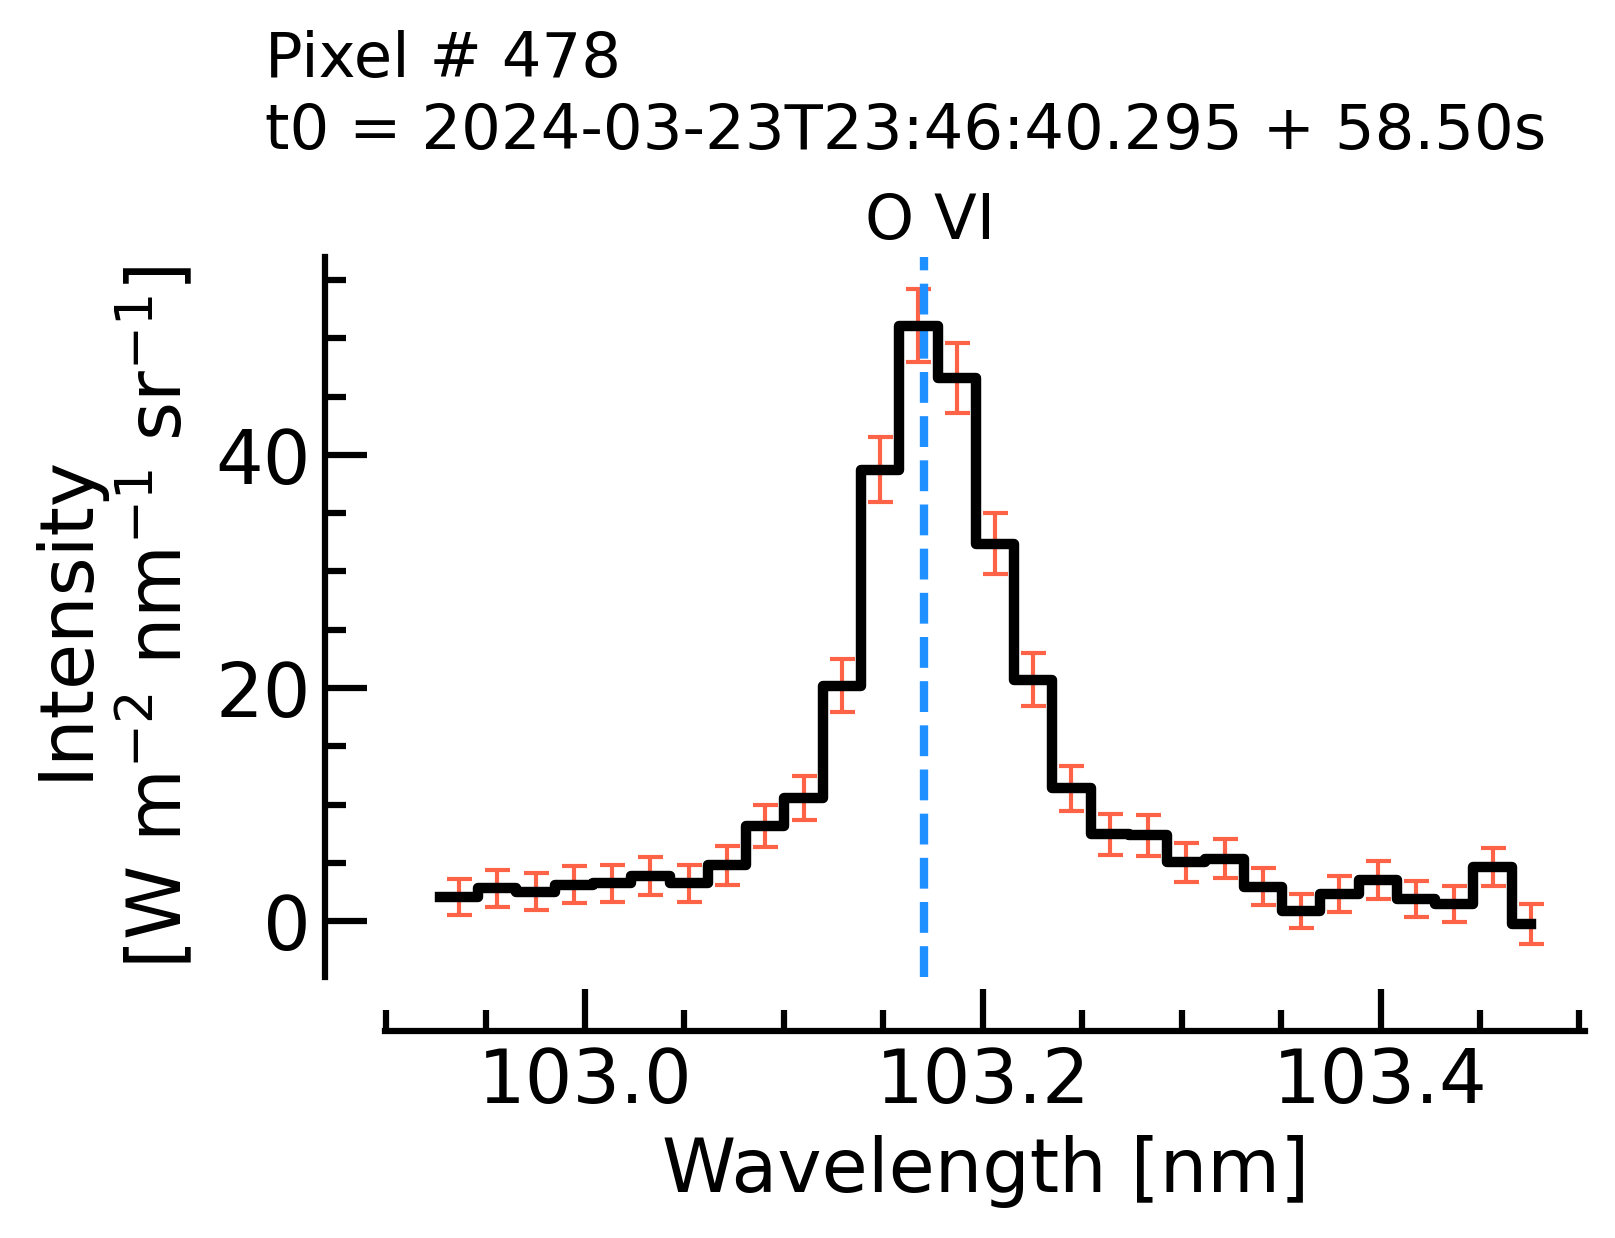 Pixel # 478
t0 = 2024-03-23T23:46:40.295 + 58.50s
O VI
Intensity
[W m⁻² nm⁻¹ sr⁻¹]
40
20
0
103.0 103.2 103.4
Wavelength [nm]